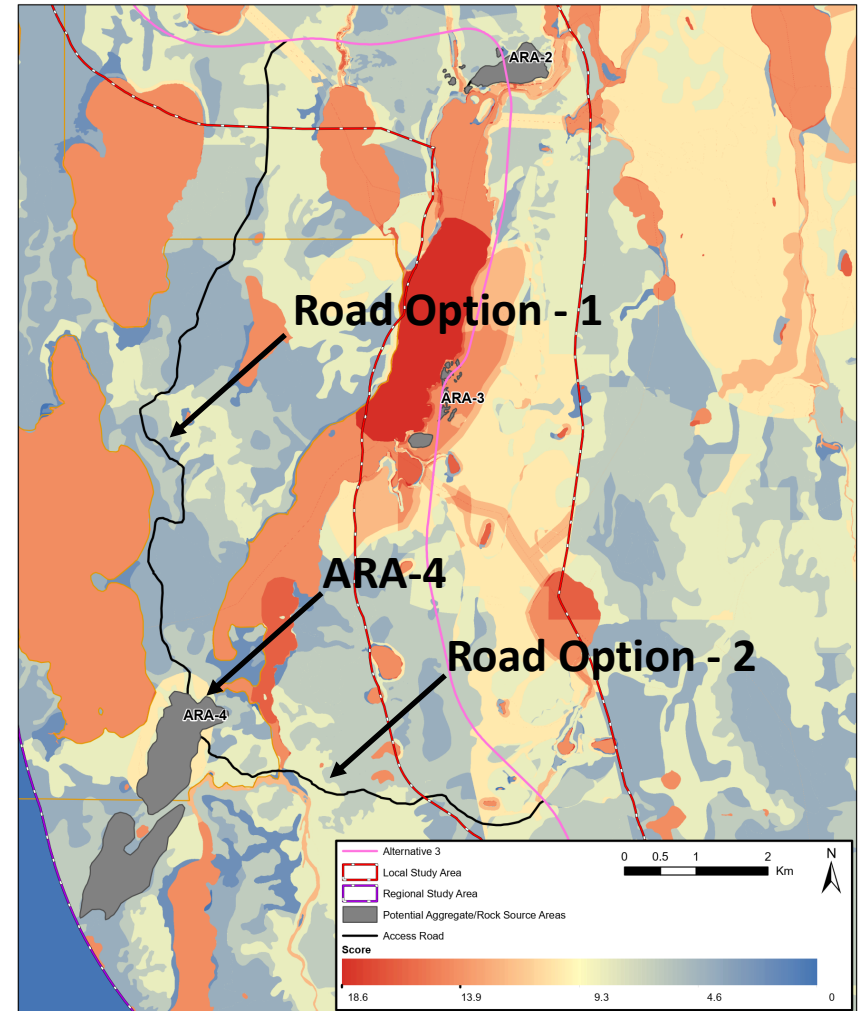 ARA-2
Road Option - 1
ARA-3
ARA-4
Road Option - 2
ARA-4
Alternative 3
Local Study Area
Regional Study Area
Potential Aggregate/Rock Source Areas
Access Road
Score
18.6 13.9 9.3 4.6 0
0 0.5 1 2
Km
N